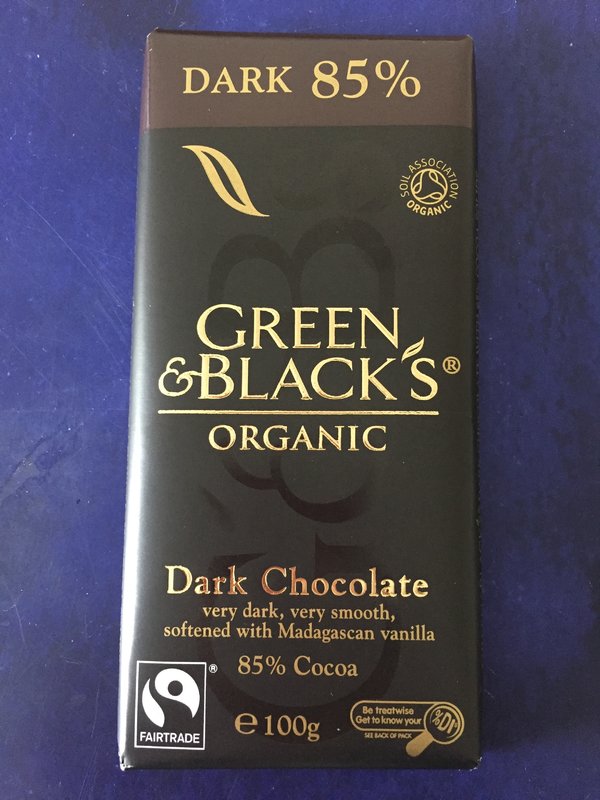 DARK 85%
SOIL ASSOCIATION
ORGANIC
GREEN
&BLACK'S®
ORGANIC
Dark Chocolate
very dark, very smooth,
softened with Madagascan vanilla
85% Cocoa
®
FAIRTRADE
℮100g
Be treatwise
Get to know your
SEE BACK OF PACK